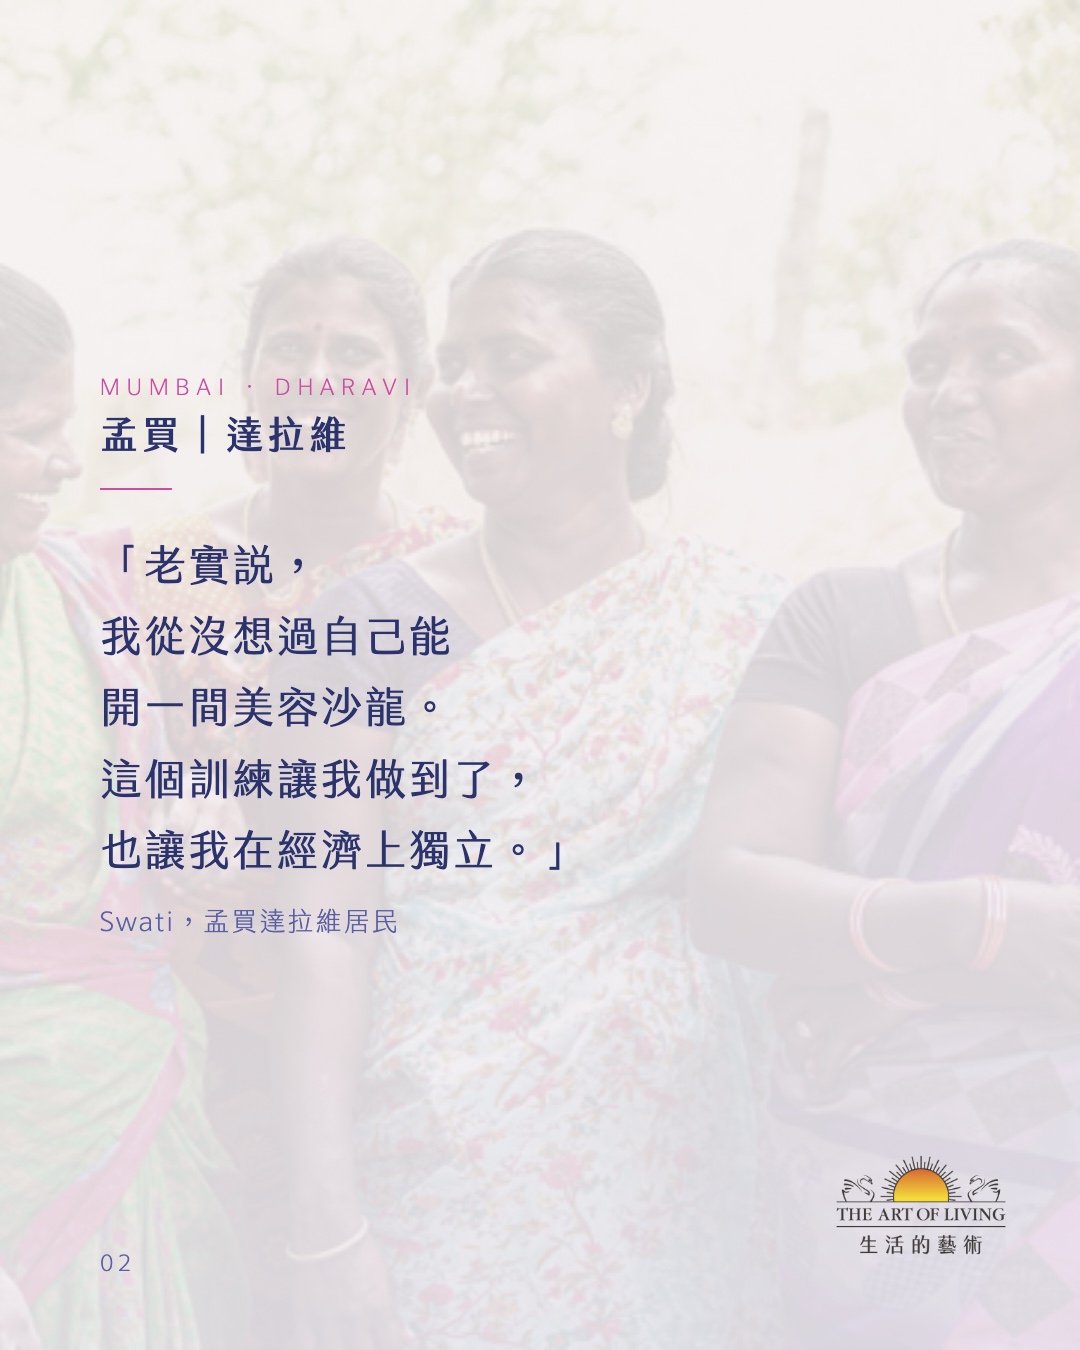 MUMBAI · DHARAVI
孟買｜達拉維
「老實説，
我從沒想過自己能
開一間美容沙龍。
這個訓練讓我做到了，
也讓我在經濟上獨立。」
Swati，孟買達拉維居民
THE ART OF LIVING
生活的藝術
02